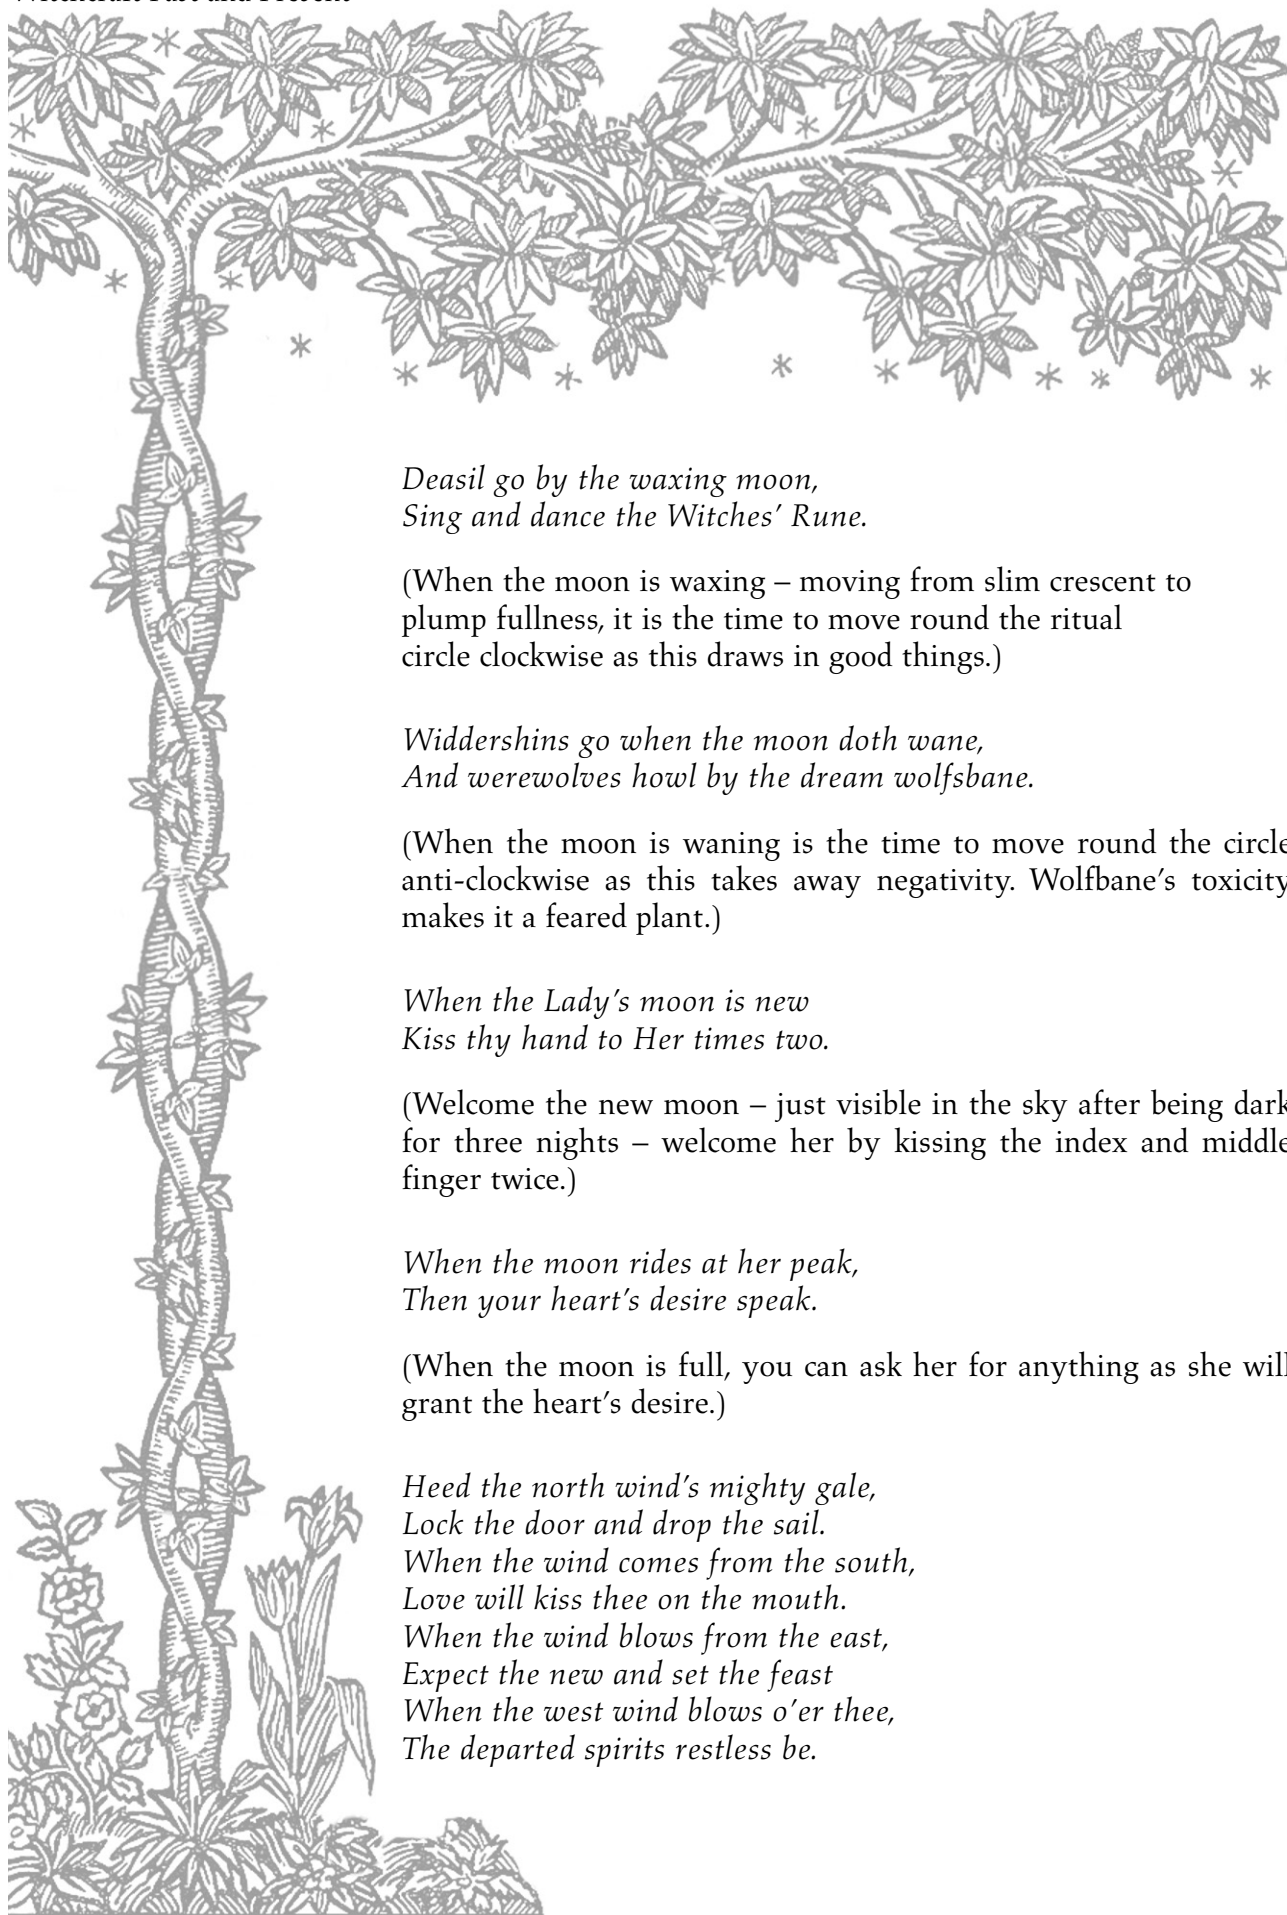 Witchcraft Past and Present
Deasil go by the waxing moon,
Sing and dance the Witches’ Rune.
(When the moon is waxing – moving from slim crescent to
plump fullness, it is the time to move round the ritual
circle clockwise as this draws in good things.)
Widdershins go when the moon doth wane,
And werewolves howl by the dream wolfsbane.
(When the moon is waning is the time to move round the circle
anti-clockwise as this takes away negativity. Wolfbane’s toxicity
makes it a feared plant.)
When the Lady’s moon is new
Kiss thy hand to Her times two.
(Welcome the new moon – just visible in the sky after being dark
for three nights – welcome her by kissing the index and middle
finger twice.)
When the moon rides at her peak,
Then your heart’s desire speak.
(When the moon is full, you can ask her for anything as she will
grant the heart’s desire.)
Heed the north wind’s mighty gale,
Lock the door and drop the sail.
When the wind comes from the south,
Love will kiss thee on the mouth.
When the wind blows from the east,
Expect the new and set the feast
When the west wind blows o’er thee,
The departed spirits restless be.